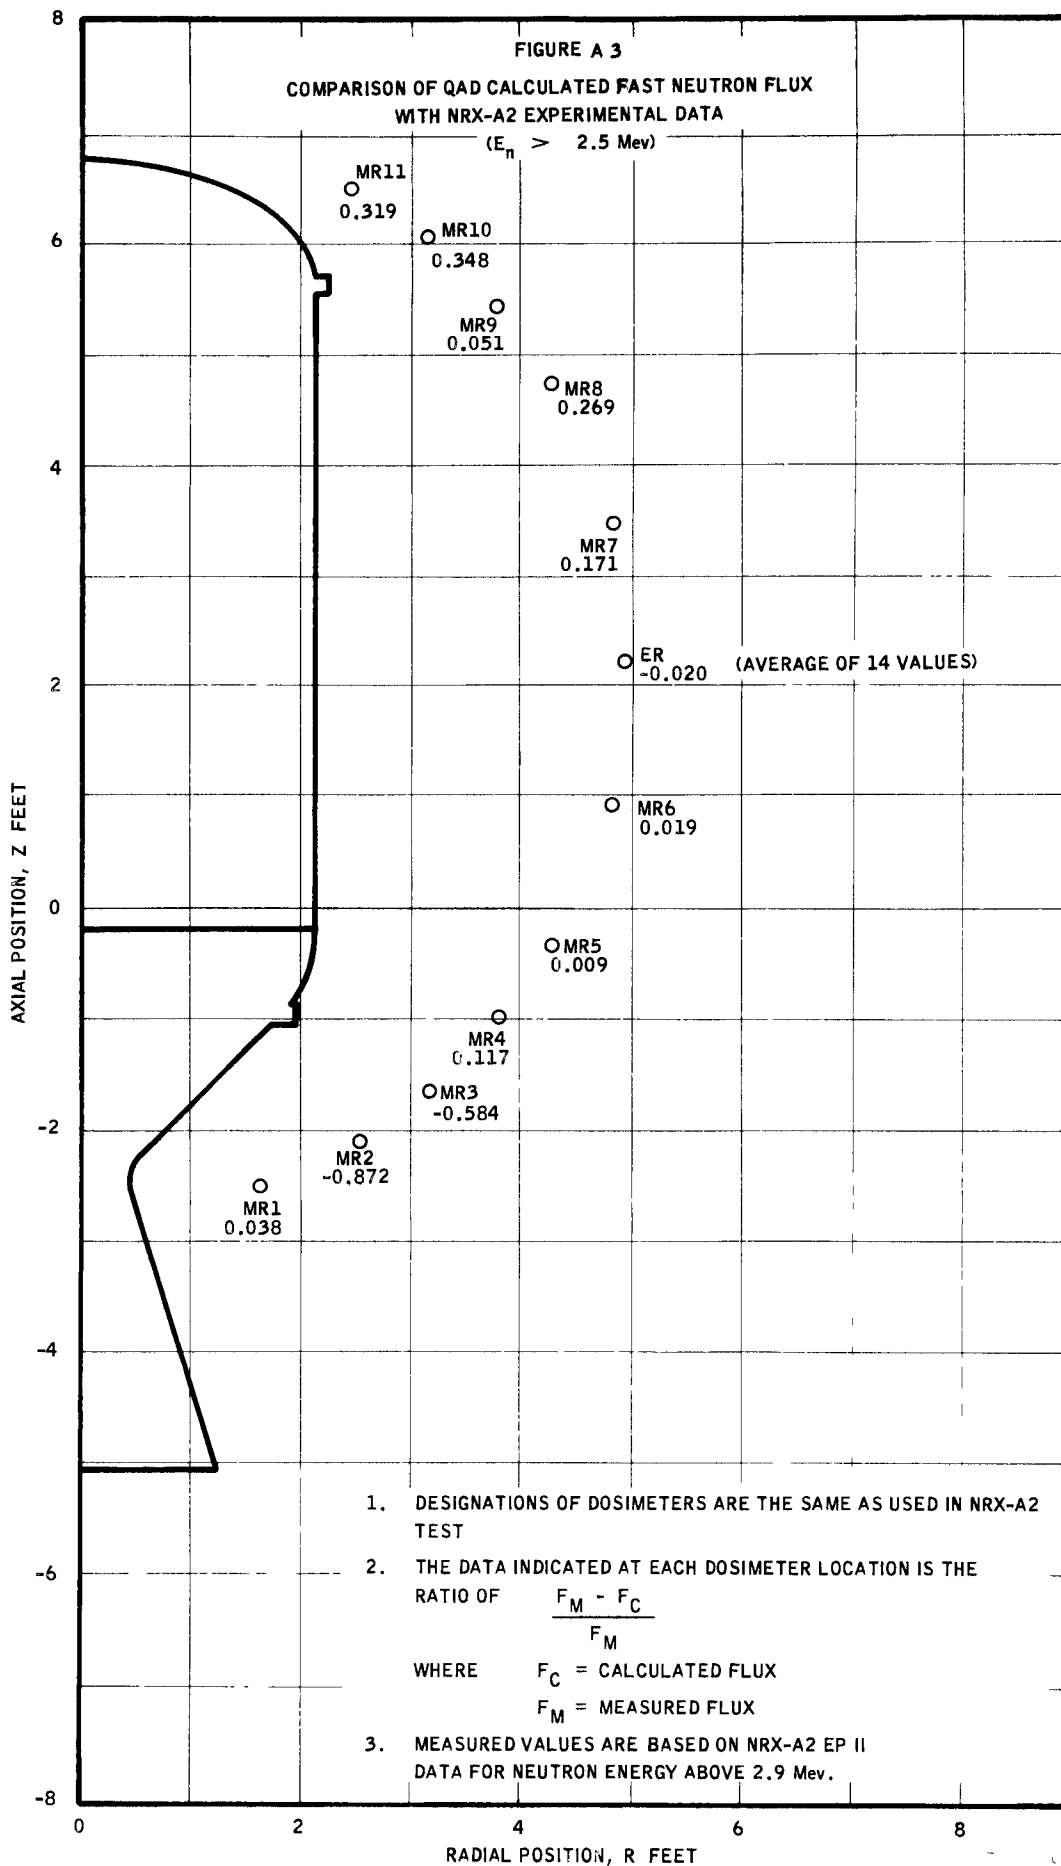 FIGURE A 3
COMPARISON OF QAD CALCULATED FAST NEUTRON FLUX
WITH NRX-A2 EXPERIMENTAL DATA
(En > 2.5 Mev)
8
MR11
0.319
MR10
0.348
6
MR9
0.051
MR8
0.269
4
MR7
0.171
ER
-0.020 (AVERAGE OF 14 VALUES)
2
MR6
0.019
AXIAL POSITION, Z FEET
0
MR5
0.009
MR4
0.117
MR3
-0.584
-2
MR2
-0.872
MR1
0.038
-4
1. DESIGNATIONS OF DOSIMETERS ARE THE SAME AS USED IN NRX-A2
TEST
2. THE DATA INDICATED AT EACH DOSIMETER LOCATION IS THE
-6
RATIO OF FM - FC
FM
WHERE FC = CALCULATED FLUX
FM = MEASURED FLUX
3. MEASURED VALUES ARE BASED ON NRX-A2 EP II
DATA FOR NEUTRON ENERGY ABOVE 2.9 Mev.
-8
0 2 4 6 8
RADIAL POSITION, R FEET